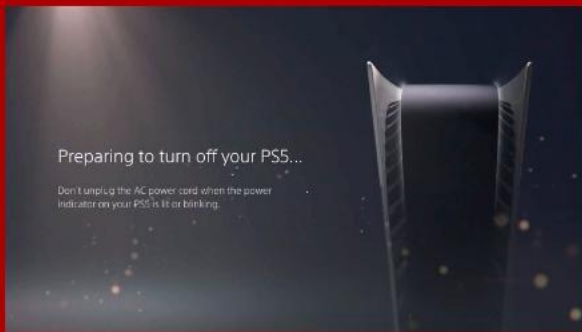 Preparing to turn off your PS5...
Don't unplug the AC power cord when the power
indicator on your PS5 is lit or blinking.